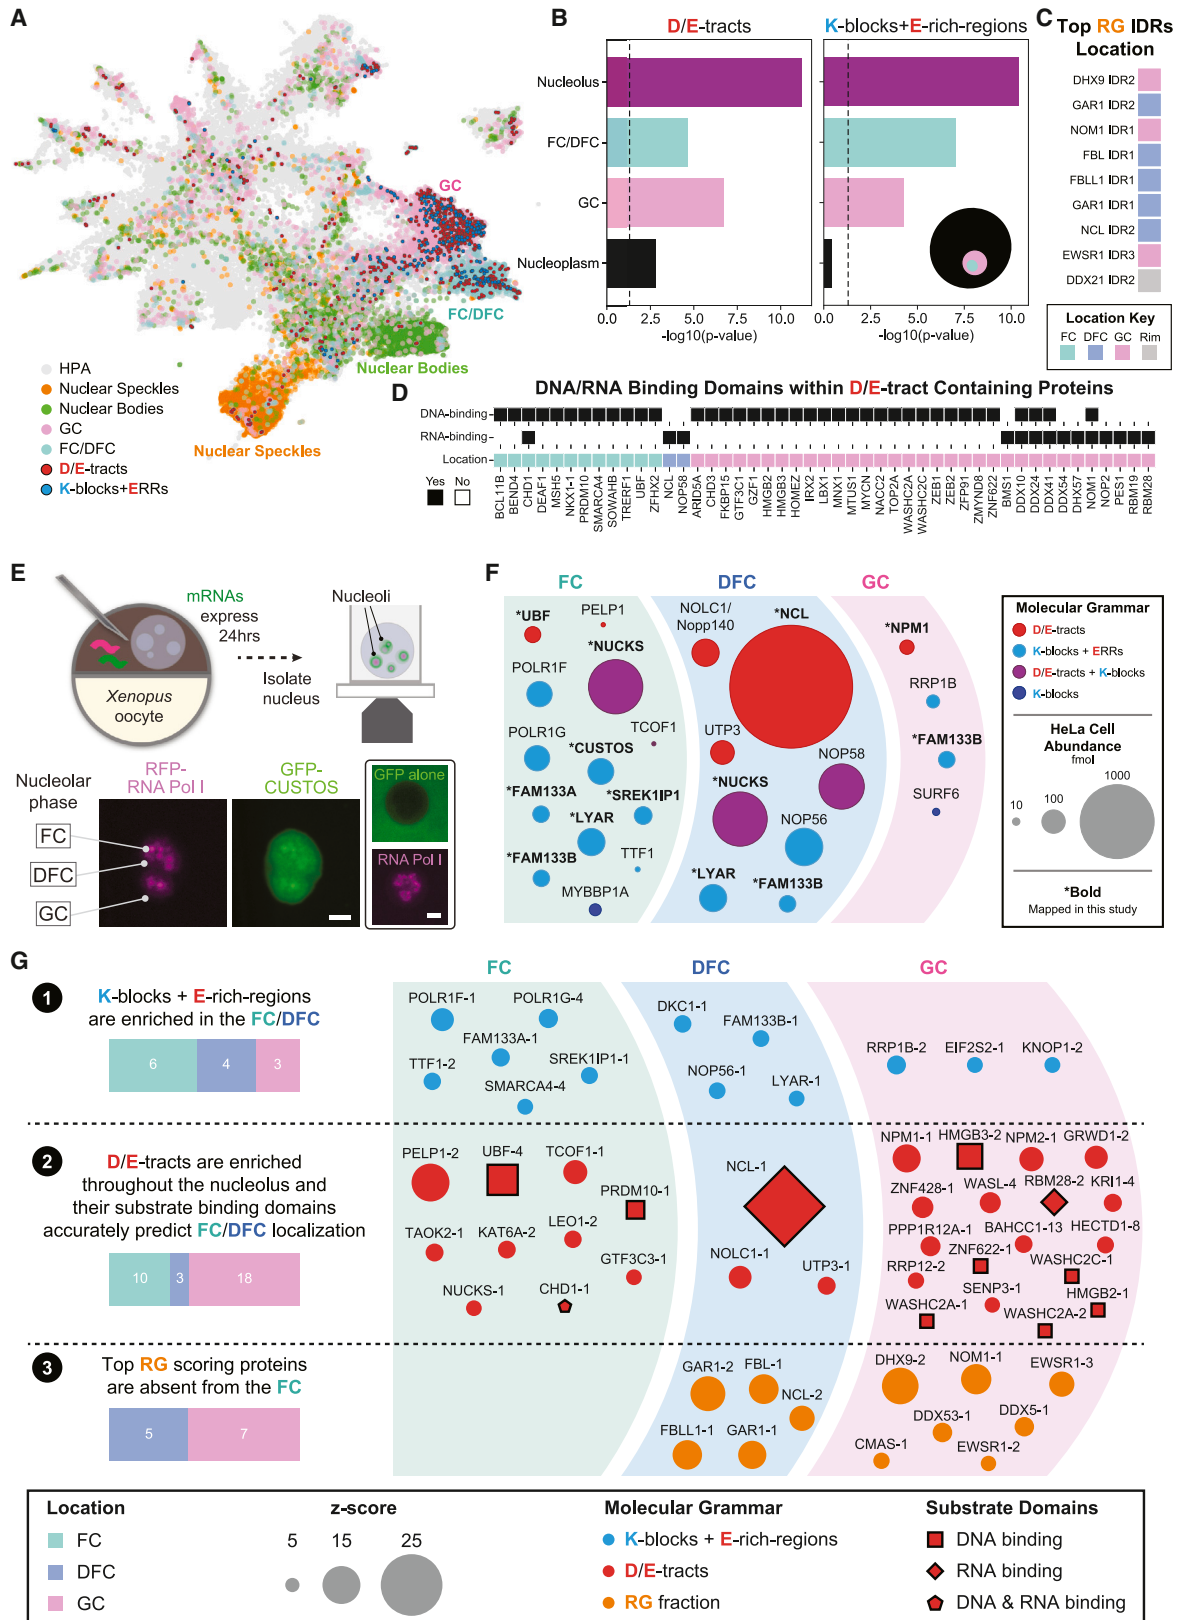 A
GC
FC/DFC
Nuclear Bodies
Nuclear Speckles
HPA
Nuclear Speckles
Nuclear Bodies
GC
FC/DFC
D/E-tracts
K-blocks+ERRs
B
D/E-tracts
K-blocks+E-rich-regions
Nucleolus
FC/DFC
GC
Nucleoplasm
0.0 2.5 5.0 7.5 10.0
-log10(p-value)
0.0 2.5 5.0 7.5 10.0
-log10(p-value)
C
Top RG IDRs
Location
DHX9 IDR2
GAR1 IDR2
NOM1 IDR1
FBL IDR1
FBLL1 IDR1
GAR1 IDR1
NCL IDR2
EWSR1 IDR3
DDX21 IDR2
Location Key
FC DFC GC Rim
D
DNA/RNA Binding Domains within D/E-tract Containing Proteins
DNA-binding
RNA-binding
Location
Yes No
BCL11B
BEND4
CHD1
DEAF1
MSH5
NKX1-1
PRDM10
SMARCA4
SOWAHB
TRERF1
UBF
ZFHX2
NCL
NOP58
ARID5A
CHD3
FKBP15
GTF3C1
GZF1
HMGB2
HMGB3
HOMEZ
IRX2
LBX1
MNX1
MTUS1
MYCN
NACC2
TOP2A
WASHC2A
WASHC2C
ZEB1
ZEB2
ZFP91
ZMYND8
ZNF622
BMS1
DDX10
DDX24
DDX41
DDX54
DHX57
NOM1
NOP2
PES1
RBM19
RBM28
E
mRNAs
express
24hrs
Isolate
nucleus
Xenopus
oocyte
Nucleoli
Nucleolar
phase
FC
DFC
GC
RFP-
RNA Pol I
GFP-
CUSTOS
GFP alone
RNA Pol I
F
FC
DFC
GC
*UBF
PELP1
*NUCKS
POLR1F
POLR1G
TCOF1
*CUSTOS
*FAM133A
*SREK1IP1
*LYAR
*FAM133B
TTF1
MYBBP1A
NOLC1/
Nopp140
*NCL
UTP3
NOP58
*NUCKS
NOP56
*LYAR
*FAM133B
*NPM1
RRP1B
*FAM133B
SURF6
Molecular Grammar
D/E-tracts
K-blocks + ERRs
D/E-tracts + K-blocks
K-blocks
HeLa Cell
Abundance
fmol
10 100 1000
*Bold
Mapped in this study
G
FC
DFC
GC
1
K-blocks + E-rich-regions
are enriched in the FC/DFC
6 4 3
POLR1F-1
POLR1G-4
FAM133A-1
TTF1-2
SREK1IP1-1
SMARCA4-4
DKC1-1
FAM133B-1
NOP56-1
LYAR-1
RRP1B-2
EIF2S2-1
KNOP1-2
2
D/E-tracts are enriched
throughout the nucleolus and
their substrate binding domains
accurately predict FC/DFC localization
10 3 18
PELP1-2
UBF-4
TCOF1-1
PRDM10-1
TAOK2-1
KAT6A-2
LEO1-2
GTF3C3-1
NUCKS-1
CHD1-1
NCL-1
NOLC1-1
UTP3-1
NPM1-1
HMGB3-2
NPM2-1
GRWD1-2
ZNF428-1
WASL-4
RBM28-2
KRI1-4
PPP1R12A-1
BAHCC1-13
HECTD1-8
RRP12-2
ZNF622-1
WASHC2C-1
SENP3-1
HMGB2-1
WASHC2A-1
WASHC2A-2
3
Top RG scoring proteins
are absent from the FC
5 7
GAR1-2
FBL-1
NCL-2
FBLL1-1
GAR1-1
DHX9-2
NOM1-1
EWSR1-3
DDX53-1
DDX5-1
CMAS-1
EWSR1-2
Location
FC
DFC
GC
z-score
5 15 25
Molecular Grammar
K-blocks + E-rich-regions
D/E-tracts
RG fraction
Substrate Domains
DNA binding
RNA binding
DNA & RNA binding